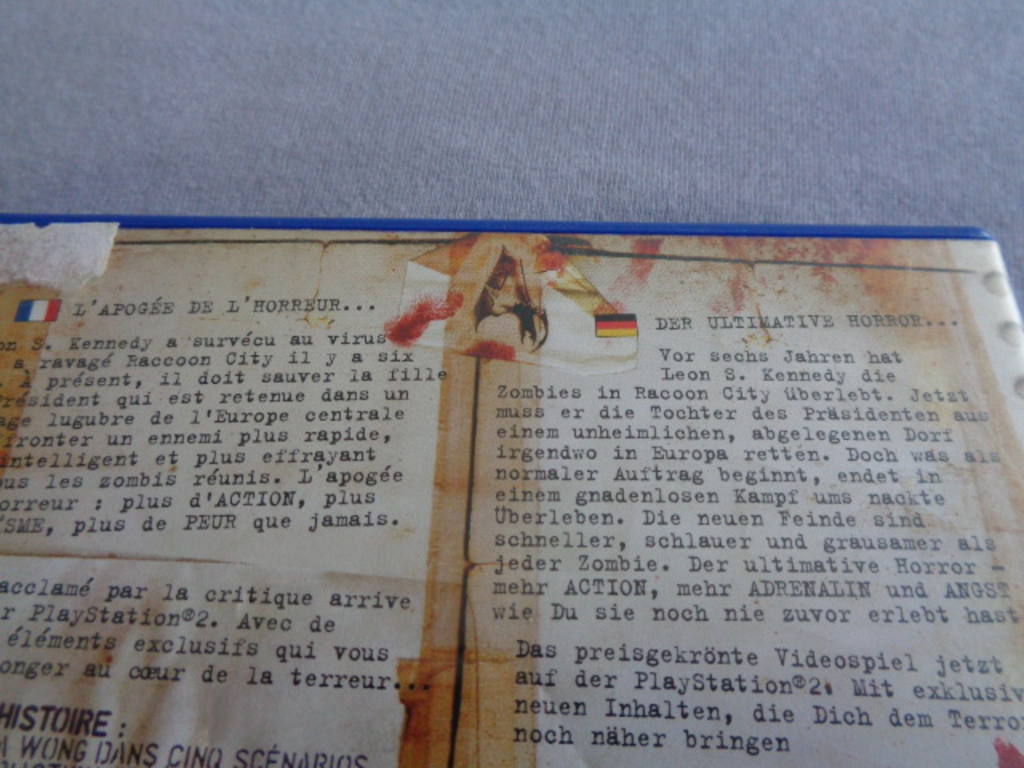 L'APOGÉE DE L'HORREUR...
S. Kennedy a survécu au virus
a ravagé Raccoon City il y a six
. À présent, il doit sauver la fille
qui est retenue dans un
lugubre de l'Europe centrale
un ennemi plus rapide,
intelligent et plus effrayant
les zombis réunis. L'apogée
: plus d'ACTION, plus
, plus de PEUR que jamais.
acclamé par la critique arrive
PlayStation®2. Avec de
éléments exclusifs qui vous
au cœur de la terreur...
HISTOIRE :
WONG DANS CINQ SCÉNARIOS
DER ULTIMATIVE HORROR...
Vor sechs Jahren hat
Leon S. Kennedy die
Zombies in Racoon City überlebt. Jetzt
muss er die Tochter des Präsidenten aus
einem unheimlichen, abgelegenen Dorf
irgendwo in Europa retten. Doch was als
normaler Auftrag beginnt, endet in
einem gnadenlosen Kampf ums nackte
Überleben. Die neuen Feinde sind
schneller, schlauer und grausamer als
jeder Zombie. Der ultimative Horror -
mehr ACTION, mehr ADRENALIN und ANGST
wie Du sie noch nie zuvor erlebt hast
Das preisgekrönte Videospiel jetzt
auf der PlayStation®2. Mit exklusiv
neuen Inhalten, die Dich dem Terro
noch näher bringen